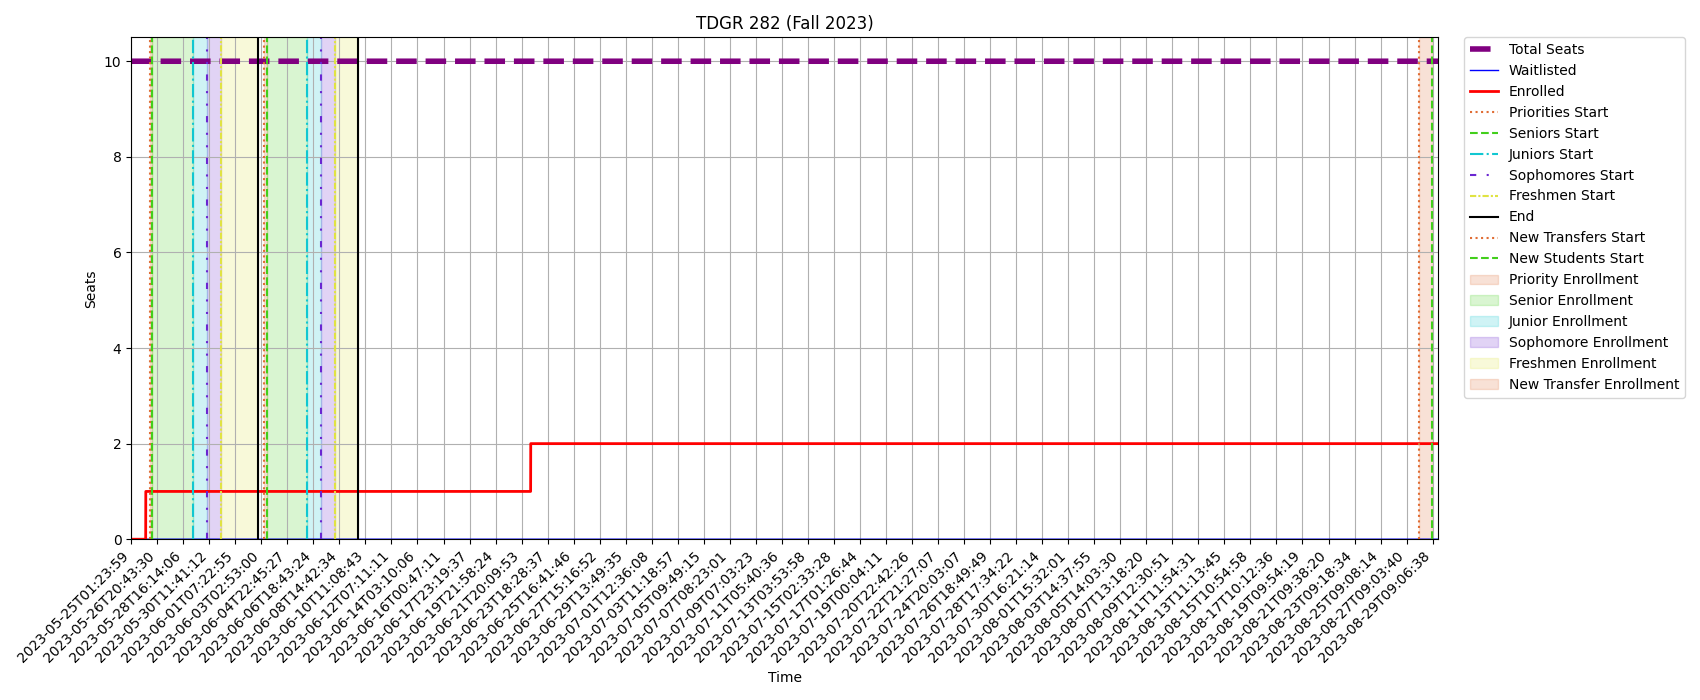 TDGR 282 (Fall 2023)
10
8
6
4
2
0
Seats
2023-05-25T01:23:59
2023-05-26T20:43:30
2023-05-28T16:14:06
2023-05-30T11:41:12
2023-06-01T07:22:55
2023-06-03T02:53:00
2023-06-04T22:45:27
2023-06-06T18:43:24
2023-06-08T14:42:34
2023-06-10T11:08:43
2023-06-12T07:11:11
2023-06-14T03:10:06
2023-06-16T00:47:11
2023-06-17T23:19:37
2023-06-19T21:58:24
2023-06-21T20:09:53
2023-06-23T18:28:37
2023-06-25T16:41:46
2023-06-27T15:16:52
2023-06-29T13:49:35
2023-07-01T12:36:08
2023-07-03T11:18:57
2023-07-05T09:49:15
2023-07-07T08:23:01
2023-07-09T07:03:23
2023-07-11T05:40:36
2023-07-13T03:53:58
2023-07-15T02:33:28
2023-07-17T01:26:44
2023-07-19T00:04:11
2023-07-20T22:42:26
2023-07-22T21:27:07
2023-07-24T20:03:07
2023-07-26T18:49:49
2023-07-28T17:34:22
2023-07-30T16:21:14
2023-08-01T15:32:01
2023-08-03T14:37:55
2023-08-05T14:03:30
2023-08-07T13:18:20
2023-08-09T12:30:51
2023-08-11T11:54:31
2023-08-13T11:13:45
2023-08-15T10:54:58
2023-08-17T10:12:36
2023-08-19T09:54:19
2023-08-21T09:38:20
2023-08-23T09:18:34
2023-08-25T09:08:14
2023-08-27T09:03:40
2023-08-29T09:06:38
Time
Total Seats
Waitlisted
Enrolled
Priorities Start
Seniors Start
Juniors Start
Sophomores Start
Freshmen Start
End
New Transfers Start
New Students Start
Priority Enrollment
Senior Enrollment
Junior Enrollment
Sophomore Enrollment
Freshmen Enrollment
New Transfer Enrollment